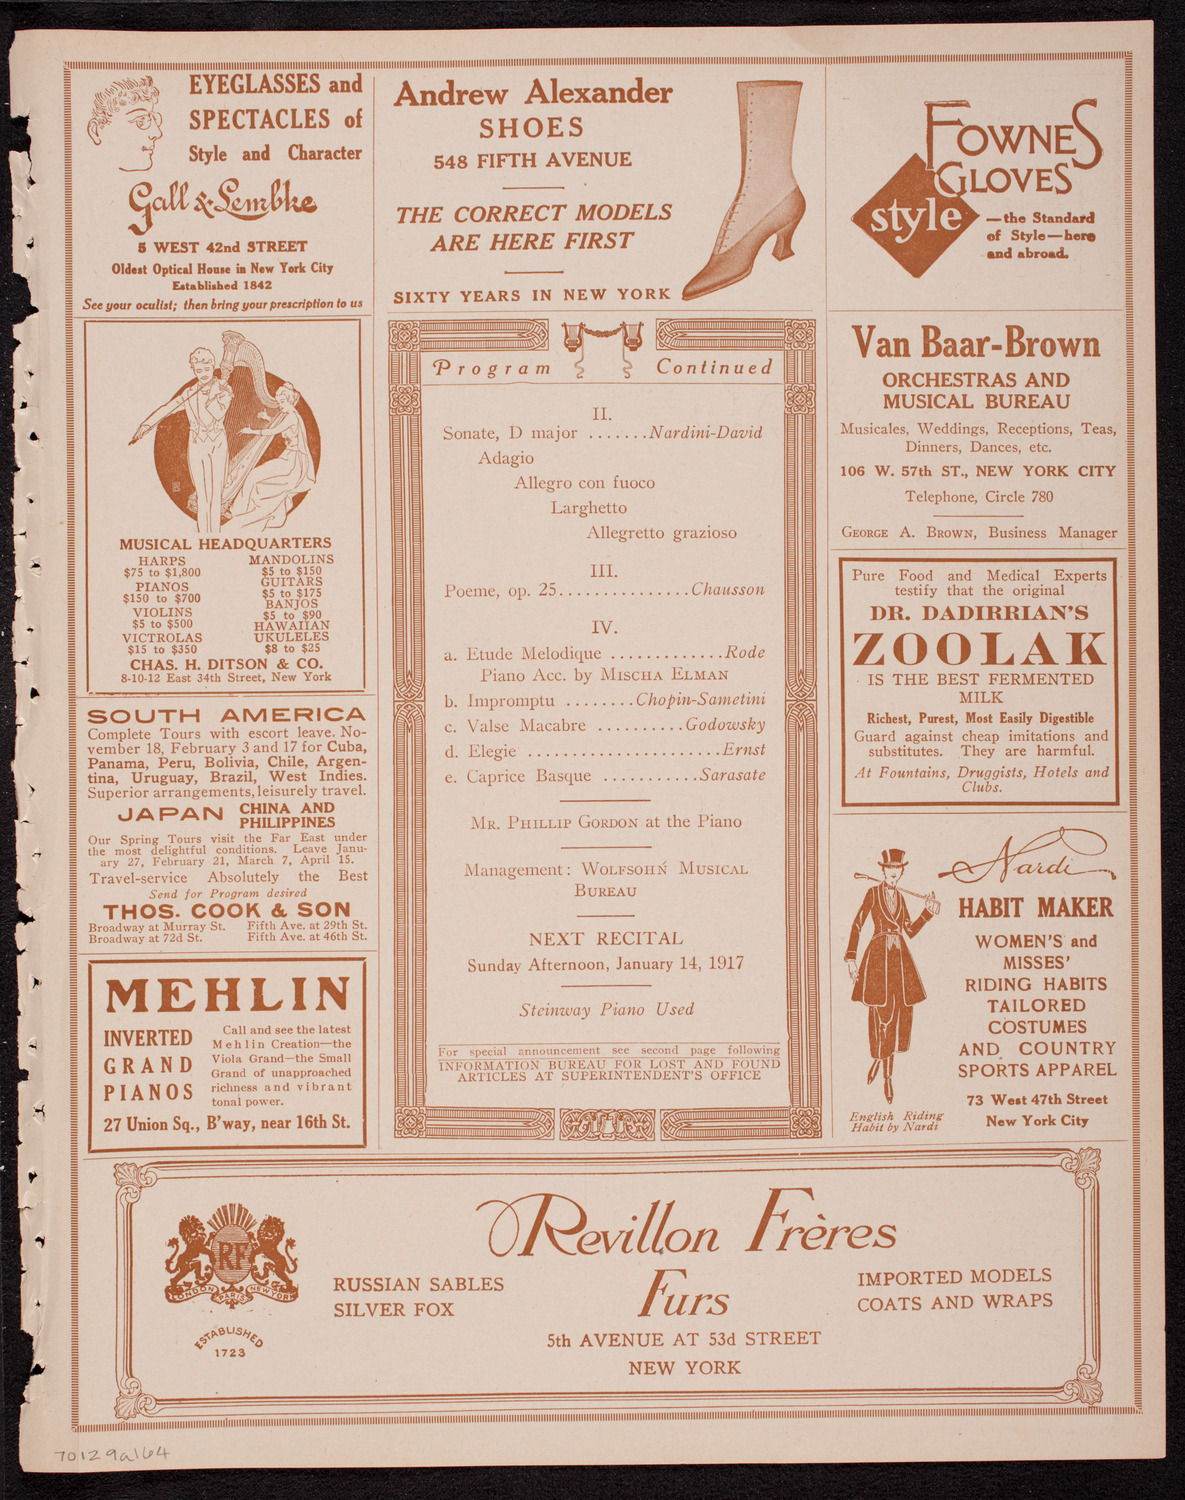 EYEGLASSES and
SPECTACLES of
Style and Character
Gall & Lembke
5 WEST 42nd STREET
Oldest Optical House in New York City
Established 1842
See your oculist; then bring your prescription to us
Andrew Alexander
SHOES
548 FIFTH AVENUE
THE CORRECT MODELS
ARE HERE FIRST
SIXTY YEARS IN NEW YORK
FOWNES
GLOVES
style
—the Standard
of Style—here
and abroad.
MUSICAL HEADQUARTERS
HARPS
$75 to $1,800
PIANOS
$150 to $700
VIOLINS
$5 to $500
VICTROLAS
$15 to $350
MANDOLINS
$5 to $150
GUITARS
$5 to $175
BANJOS
$5 to $90
HAWAIIAN
UKULELES
$8 to $25
CHAS. H. DITSON & CO.
8-10-12 East 34th Street, New York
SOUTH AMERICA
Complete Tours with escort leave. No-
vember 18, February 3 and 17 for Cuba,
Panama, Peru, Bolivia, Chile, Argen-
tina, Uruguay, Brazil, West Indies.
Superior arrangements, leisurely travel.
JAPAN CHINA AND
PHILIPPINES
Our Spring Tours visit the Far East under
the most delightful conditions. Leave Janu-
ary 27, February 21, March 7, April 15.
Travel-service Absolutely the Best
Send for Program desired
THOS. COOK & SON
Broadway at Murray St. Fifth Ave. at 29th St.
Broadway at 72d St. Fifth Ave. at 46th St.
MEHLIN
INVERTED
GRAND
PIANOS
Call and see the latest
Mehlin Creation—the
Viola Grand—the Small
Grand of unapproached
richness and vibrant
tonal power.
27 Union Sq., B'way, near 16th St.
Program Continued
II.
Sonate, D major .......Nardini-David
Adagio
Allegro con fuoco
Larghetto
Allegretto grazioso
III.
Poeme, op. 25...............Chausson
IV.
a. Etude Melodique .............Rode
Piano Acc. by MISCHA ELMAN
b. Impromptu ........Chopin-Sametini
c. Valse Macabre ..........Godowsky
d. Elegie ......................Ernst
e. Caprice Basque ...........Sarasate
MR. PHILLIP GORDON at the Piano
Management: WOLFSOHŃ MUSICAL
BUREAU
NEXT RECITAL
Sunday Afternoon, January 14, 1917
Steinway Piano Used
For special announcement see second page following
INFORMATION BUREAU FOR LOST AND FOUND
ARTICLES AT SUPERINTENDENT'S OFFICE
Van Baar-Brown
ORCHESTRAS AND
MUSICAL BUREAU
Musicales, Weddings, Receptions, Teas,
Dinners, Dances, etc.
106 W. 57th ST., NEW YORK CITY
Telephone, Circle 780
GEORGE A. BROWN, Business Manager
Pure Food and Medical Experts
testify that the original
DR. DADIRRIAN'S
ZOOLAK
IS THE BEST FERMENTED
MILK
Richest, Purest, Most Easily Digestible
Guard against cheap imitations and
substitutes. They are harmful.
At Fountains, Druggists, Hotels and
Clubs.
Nardi
HABIT MAKER
WOMEN'S and
MISSES'
RIDING HABITS
TAILORED
COSTUMES
AND COUNTRY
SPORTS APPAREL
73 West 47th Street
New York City
English Riding
Habit by Nardi
RF
LONDON PARIS NEW YORK
ESTABLISHED
1723
RUSSIAN SABLES
SILVER FOX
Revillon Frères
Furs
5th AVENUE AT 53d STREET
NEW YORK
IMPORTED MODELS
COATS AND WRAPS
70129a164